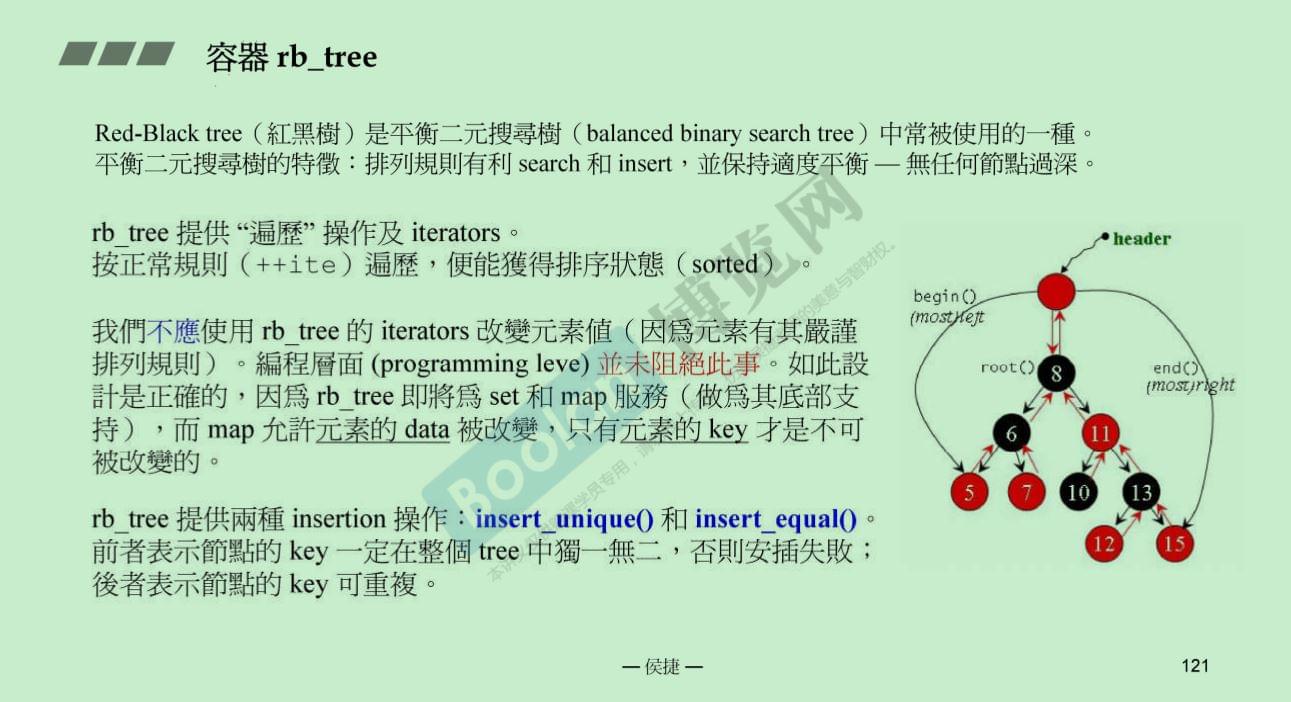 容器 rb_tree
Red-Black tree（紅黑樹）是平衡二元搜尋樹（balanced binary search tree）中常被使用的一種。
平衡二元搜尋樹的特徵：排列規則有利 search 和 insert，並保持適度平衡 — 無任何節點過深。
rb_tree 提供 “遍歷” 操作及 iterators。
按正常規則（++ite）遍歷，便能獲得排序狀態（sorted）。
我們不應使用 rb_tree 的 iterators 改變元素値（因為元素有其嚴謹
排列規則）。編程層面 (programming leve) 並未阻絕此事。如此設
計是正確的，因為 rb_tree 即將為 set 和 map 服務（做為其底部支
持），而 map 允許元素的 data 被改變，只有元素的 key 才是不可
被改變的。
rb_tree 提供兩種 insertion 操作：insert_unique() 和 insert_equal()。
前者表示節點的 key 一定在整個 tree 中獨一無二，否則安插失敗；
後者表示節點的 key 可重複。
header
begin()
(most)left
root()
end()
(most)right
8
6
11
5
7
10
13
12
15
Boolan
博览网
— 侯捷 —
121